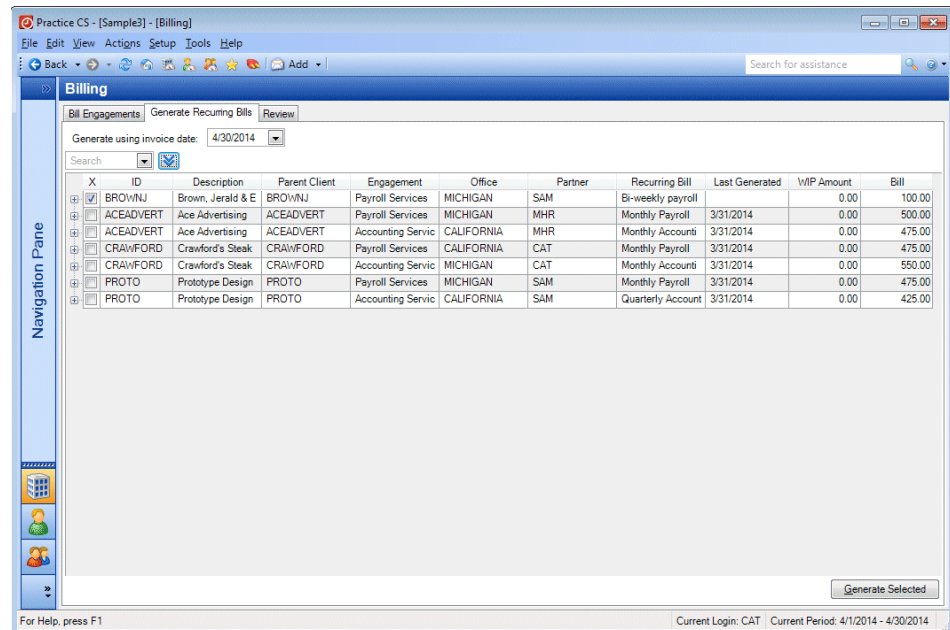 Practice CS - [Sample3] - [Billing]
File Edit View Actions Setup Tools Help
Back Add Search for assistance
Billing
Bill Engagements Generate Recurring Bills Review
Generate using invoice date: 4/30/2014
Search
X ID Description Parent Client Engagement Office Partner Recurring Bill Last Generated WIP Amount Bill
BROWNJ Brown, Jerald & E BROWNJ Payroll Services MICHIGAN SAM Bi-weekly payroll 0.00 100.00
ACEADVERT Ace Advertising ACEADVERT Payroll Services MICHIGAN MHR Monthly Payroll 3/31/2014 0.00 500.00
ACEADVERT Ace Advertising ACEADVERT Accounting Servic CALIFORNIA MHR Monthly Accounti 3/31/2014 0.00 475.00
CRAWFORD Crawford's Steak CRAWFORD Payroll Services CALIFORNIA CAT Monthly Payroll 3/31/2014 0.00 475.00
CRAWFORD Crawford's Steak CRAWFORD Accounting Servic MICHIGAN CAT Monthly Accounti 3/31/2014 0.00 550.00
PROTO Prototype Design PROTO Payroll Services MICHIGAN SAM Monthly Payroll 3/31/2014 0.00 475.00
PROTO Prototype Design PROTO Accounting Servic CALIFORNIA SAM Quarterly Account 3/31/2014 0.00 425.00
Navigation Pane
Generate Selected
For Help, press F1 Current Login: CAT Current Period: 4/1/2014 - 4/30/2014